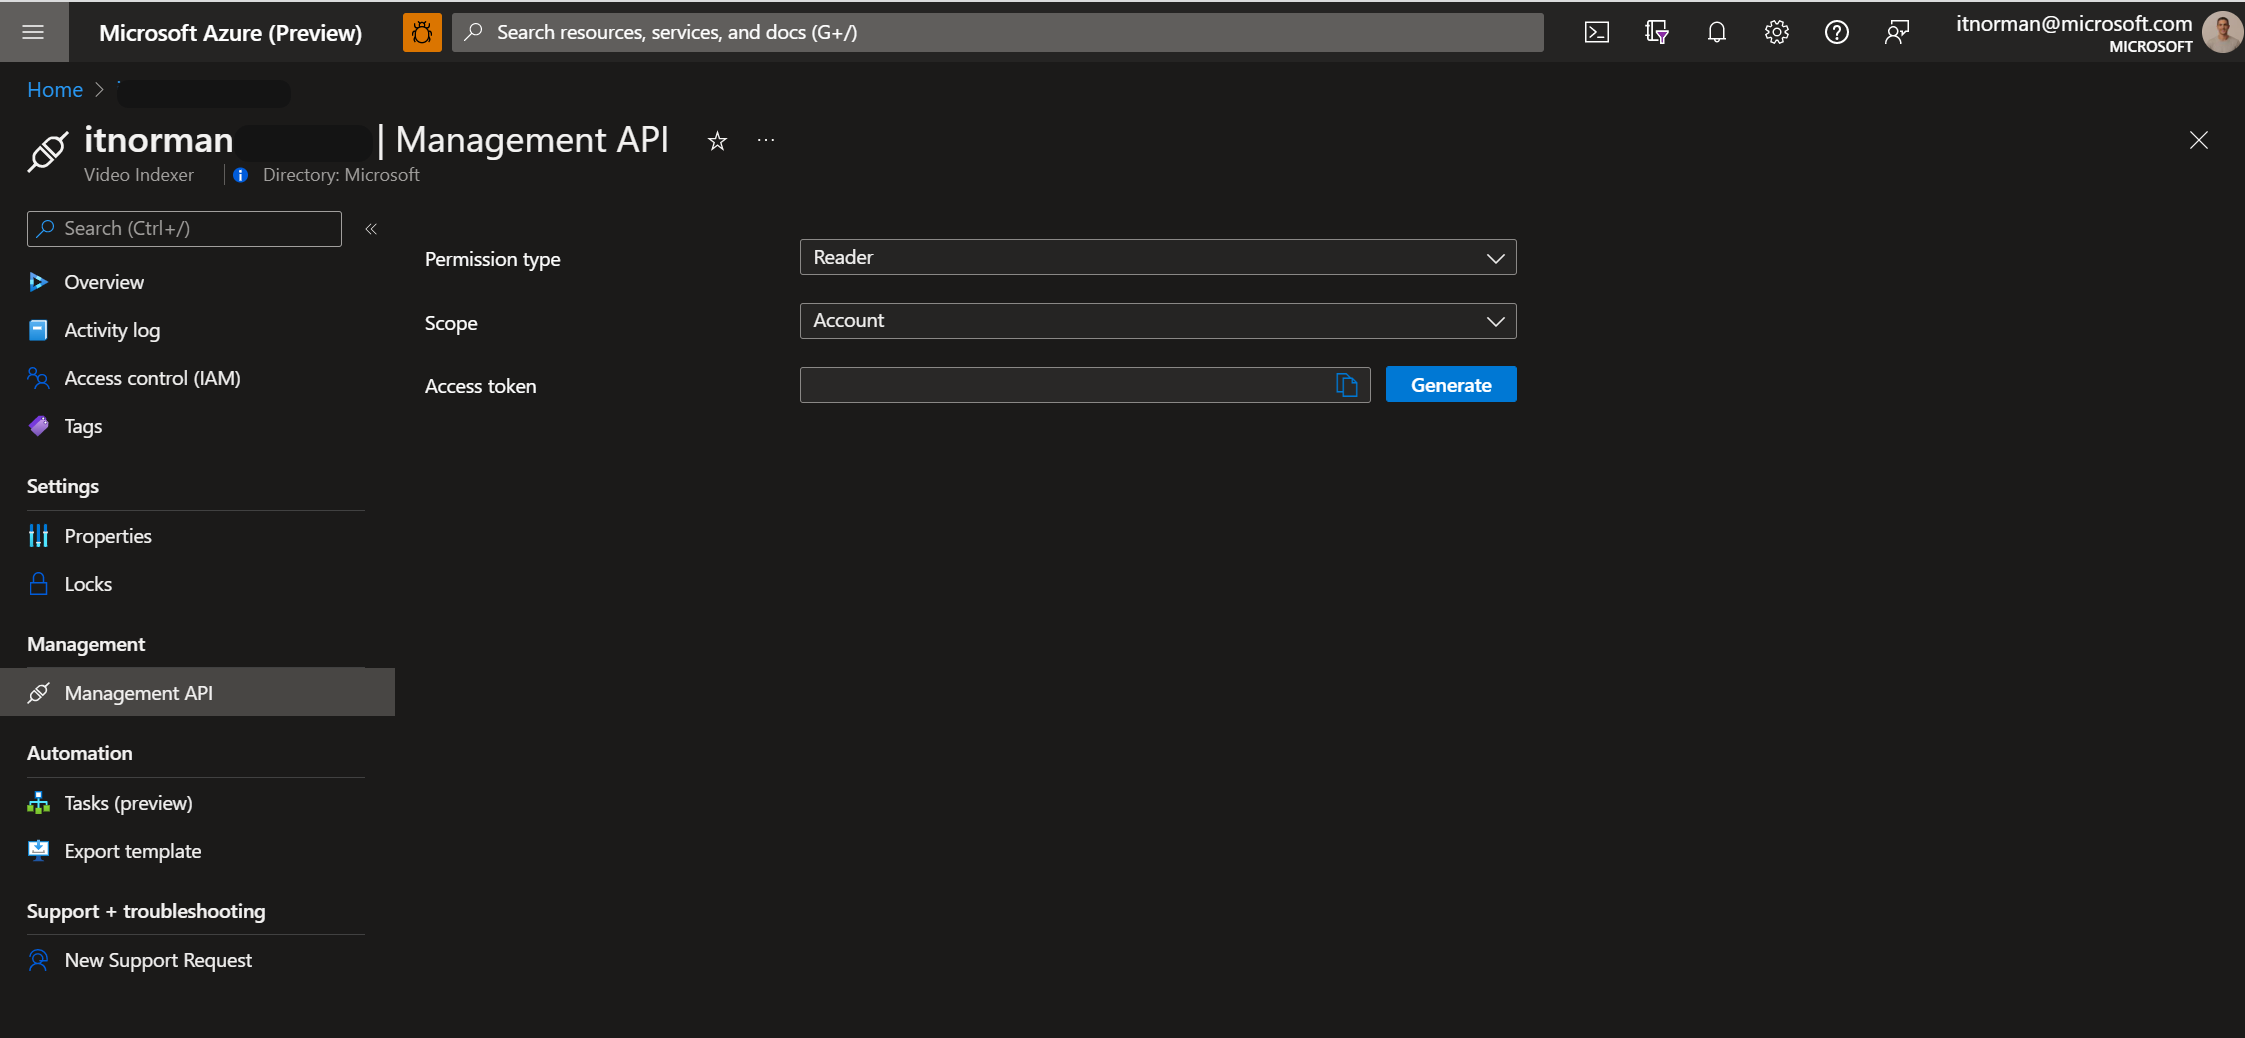 Microsoft Azure (Preview)
Search resources, services, and docs (G+/)
itnorman@microsoft.com
MICROSOFT
Home
itnorman | Management API
Video Indexer
Directory: Microsoft
Search (Ctrl+/)
Overview
Activity log
Access control (IAM)
Tags
Settings
Properties
Locks
Management
Management API
Automation
Tasks (preview)
Export template
Support + troubleshooting
New Support Request
Permission type
Reader
Scope
Account
Access token
Generate